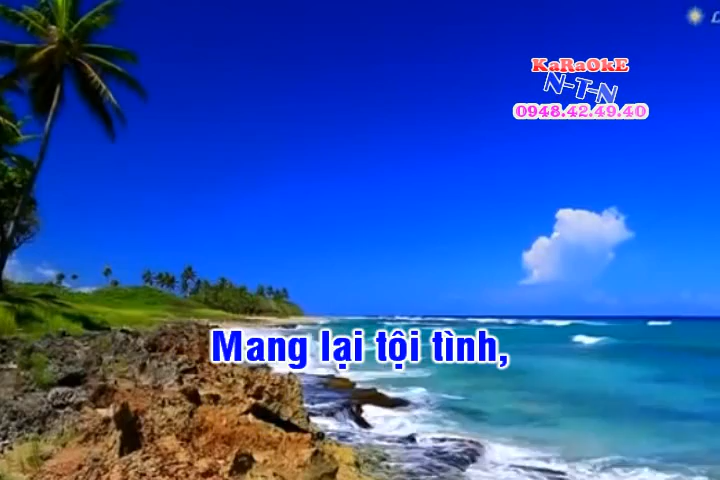 KaRaOkE
N-T-N
0948.42.49.40
Mang lại tội tình,